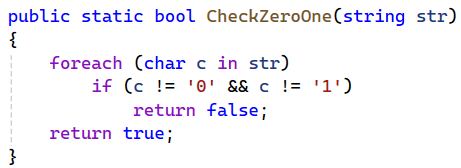 public static bool CheckZeroOne(string str)
{
    foreach (char c in str)
        if (c != '0' && c != '1')
            return false;
    return true;
}